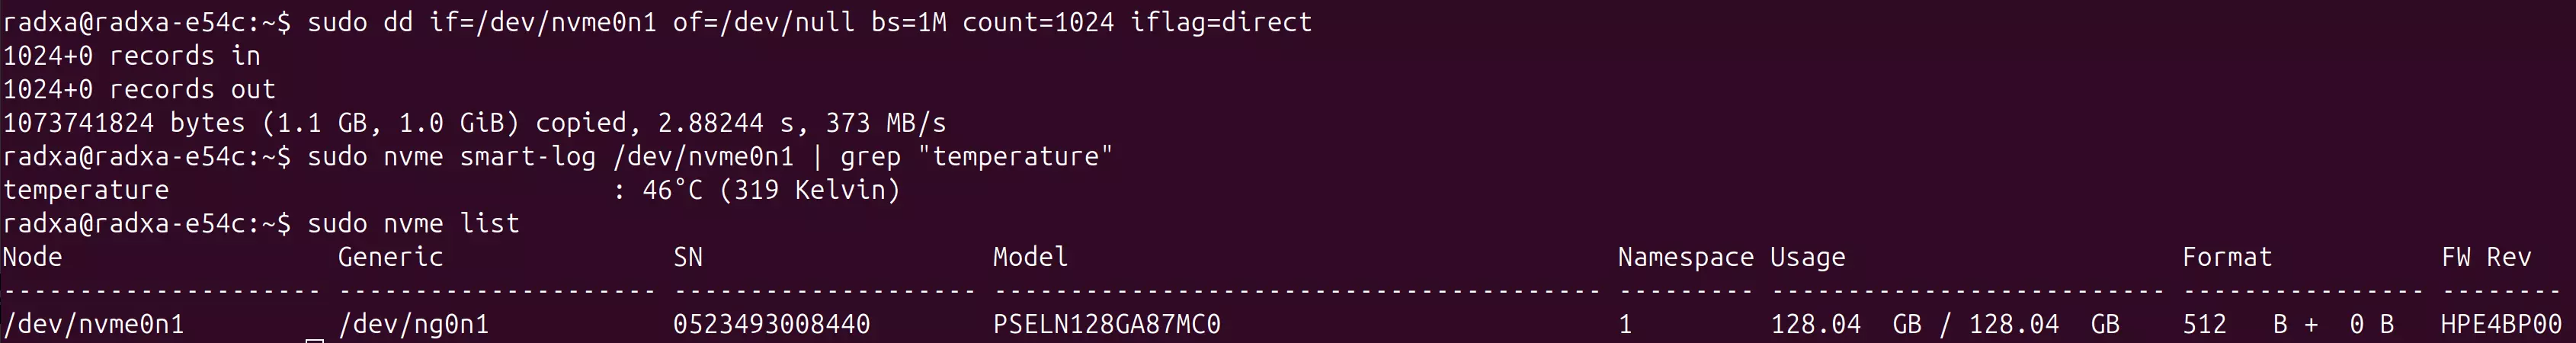 radxa@radxa-e54c:~$ sudo dd if=/dev/nvme0n1 of=/dev/null bs=1M count=1024 iflag=direct
1024+0 records in
1024+0 records out
1073741824 bytes (1.1 GB, 1.0 GiB) copied, 2.88244 s, 373 MB/s
radxa@radxa-e54c:~$ sudo nvme smart-log /dev/nvme0n1 | grep "temperature"
temperature                             : 46°C (319 Kelvin)
radxa@radxa-e54c:~$ sudo nvme list
Node                  Generic               SN                   Model                                    Namespace Usage                      Format           FW Rev
--------------------- --------------------- -------------------- ---------------------------------------- --------- -------------------------- ---------------- --------
/dev/nvme0n1          /dev/ng0n1            0523493008440        PSELN128GA87MC0                          1         128.04  GB / 128.04  GB    512   B +  0 B   HPE4BP00